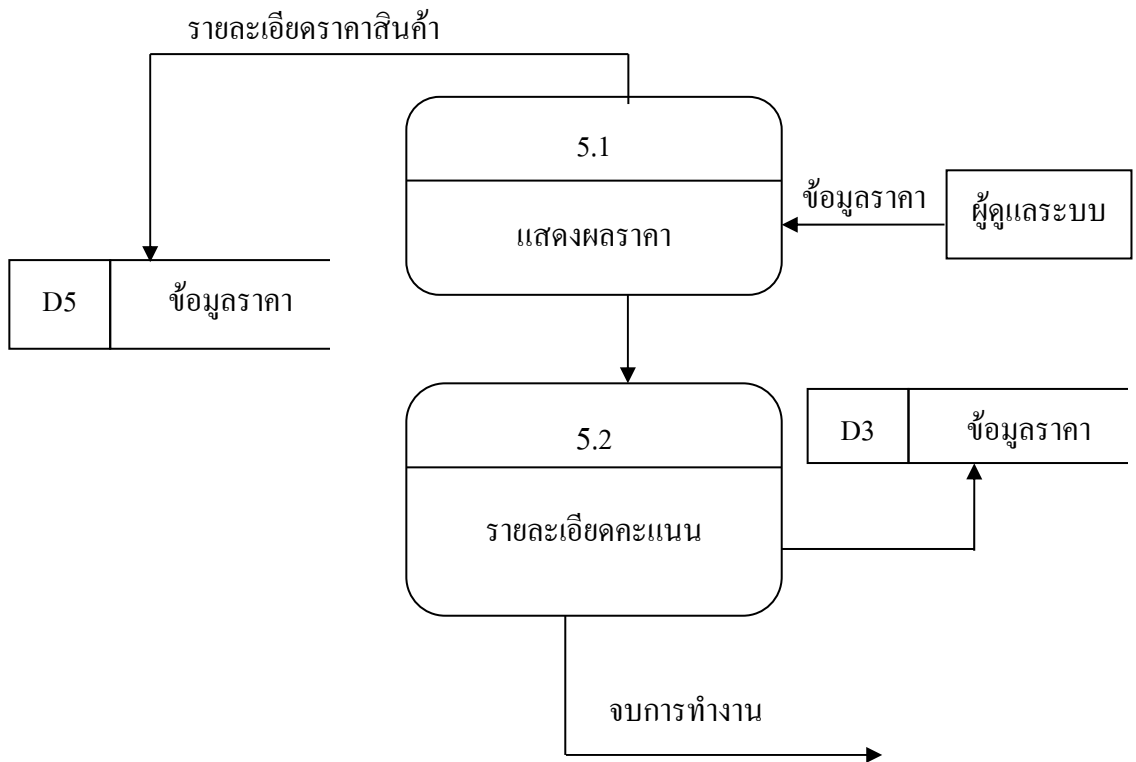 รายละเอียดราคาสินค้า
5.1
แสดงผลราคา
ข้อมูลราคา
ผู้ดูแลระบบ
D5
ข้อมูลราคา
5.2
รายละเอียดคะแนน
D3
ข้อมูลราคา
จบการทำงาน